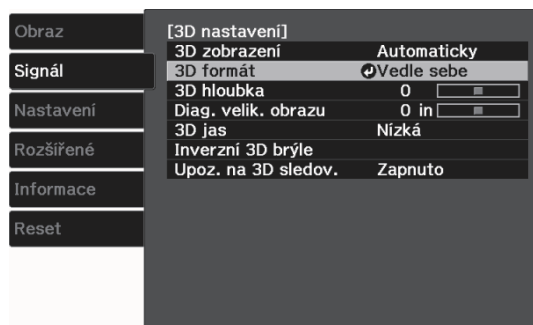 Obraz
Signál
Nastavení
Rozšířené
Informace
Reset
[3D nastavení]
3D zobrazení Automaticky
3D formát Vedle sebe
3D hloubka 0
Diag. velik. obrazu 0 in
3D jas Nízká
Inverzní 3D brýle
Upoz. na 3D sledov. Zapnuto